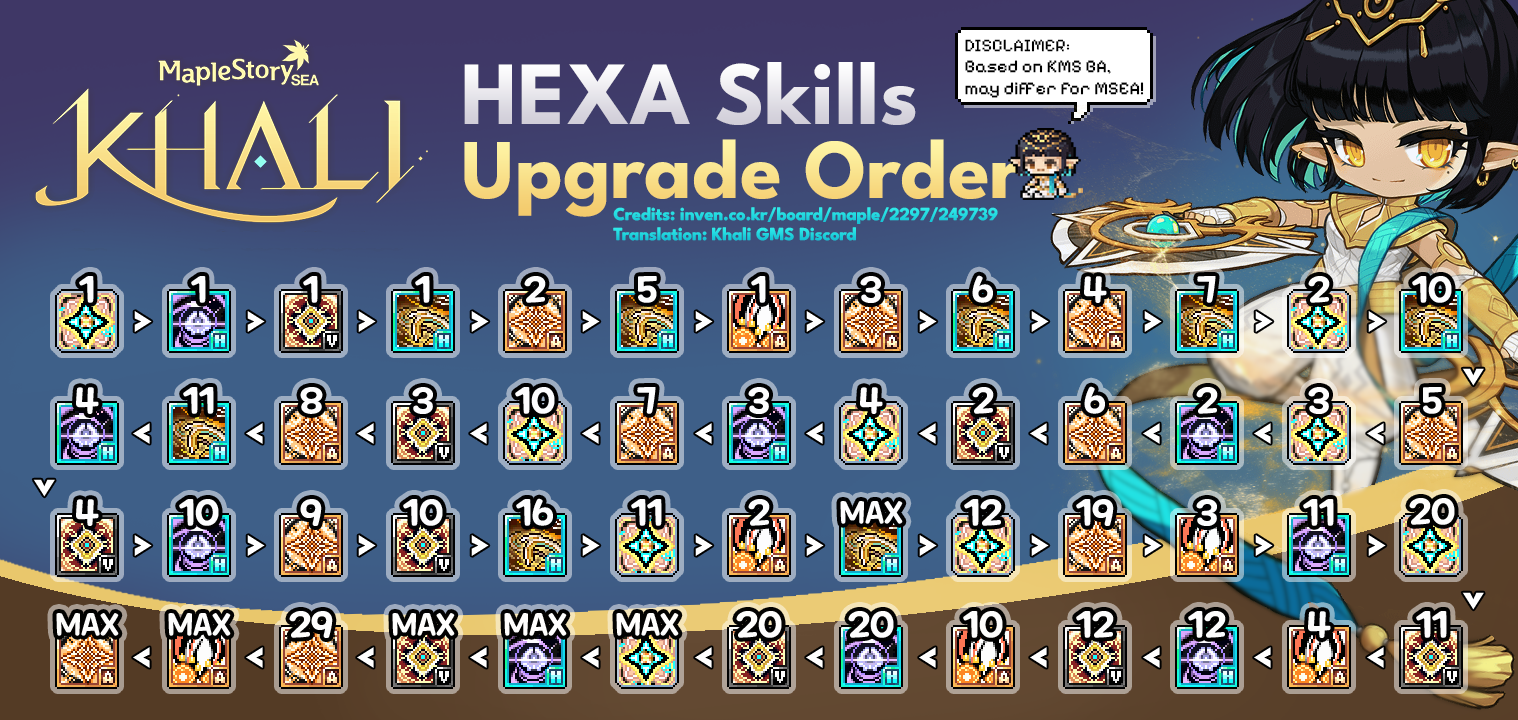 MapleStory SEA
KHALI
HEXA Skills
Upgrade Order
DISCLAIMER:
Based on KMS BA,
may differ for MSEA!
Credits: inven.co.kr/board/maple/2297/249739
Translation: Khali GMS Discord
1 > 1 > 1 > 1 > 2 > 5 > 1 > 3 > 6 > 4 > 7 > 2 > 10
H V H A H A A H A H H
4 < 11 < 8 < 3 < 10 < 7 < 3 < 4 < 2 < 6 < 2 < 3 < 5
H H A V A H V A H A
4 > 10 > 9 > 10 > 16 > 11 > 2 > MAX > 12 > 19 > 3 > 11 > 20
V H A V H A H A A H
MAX < MAX < 29 < MAX < MAX < MAX < 20 < 20 < 10 < 12 < 12 < 4 < 11
A A A V H V H A V H A V